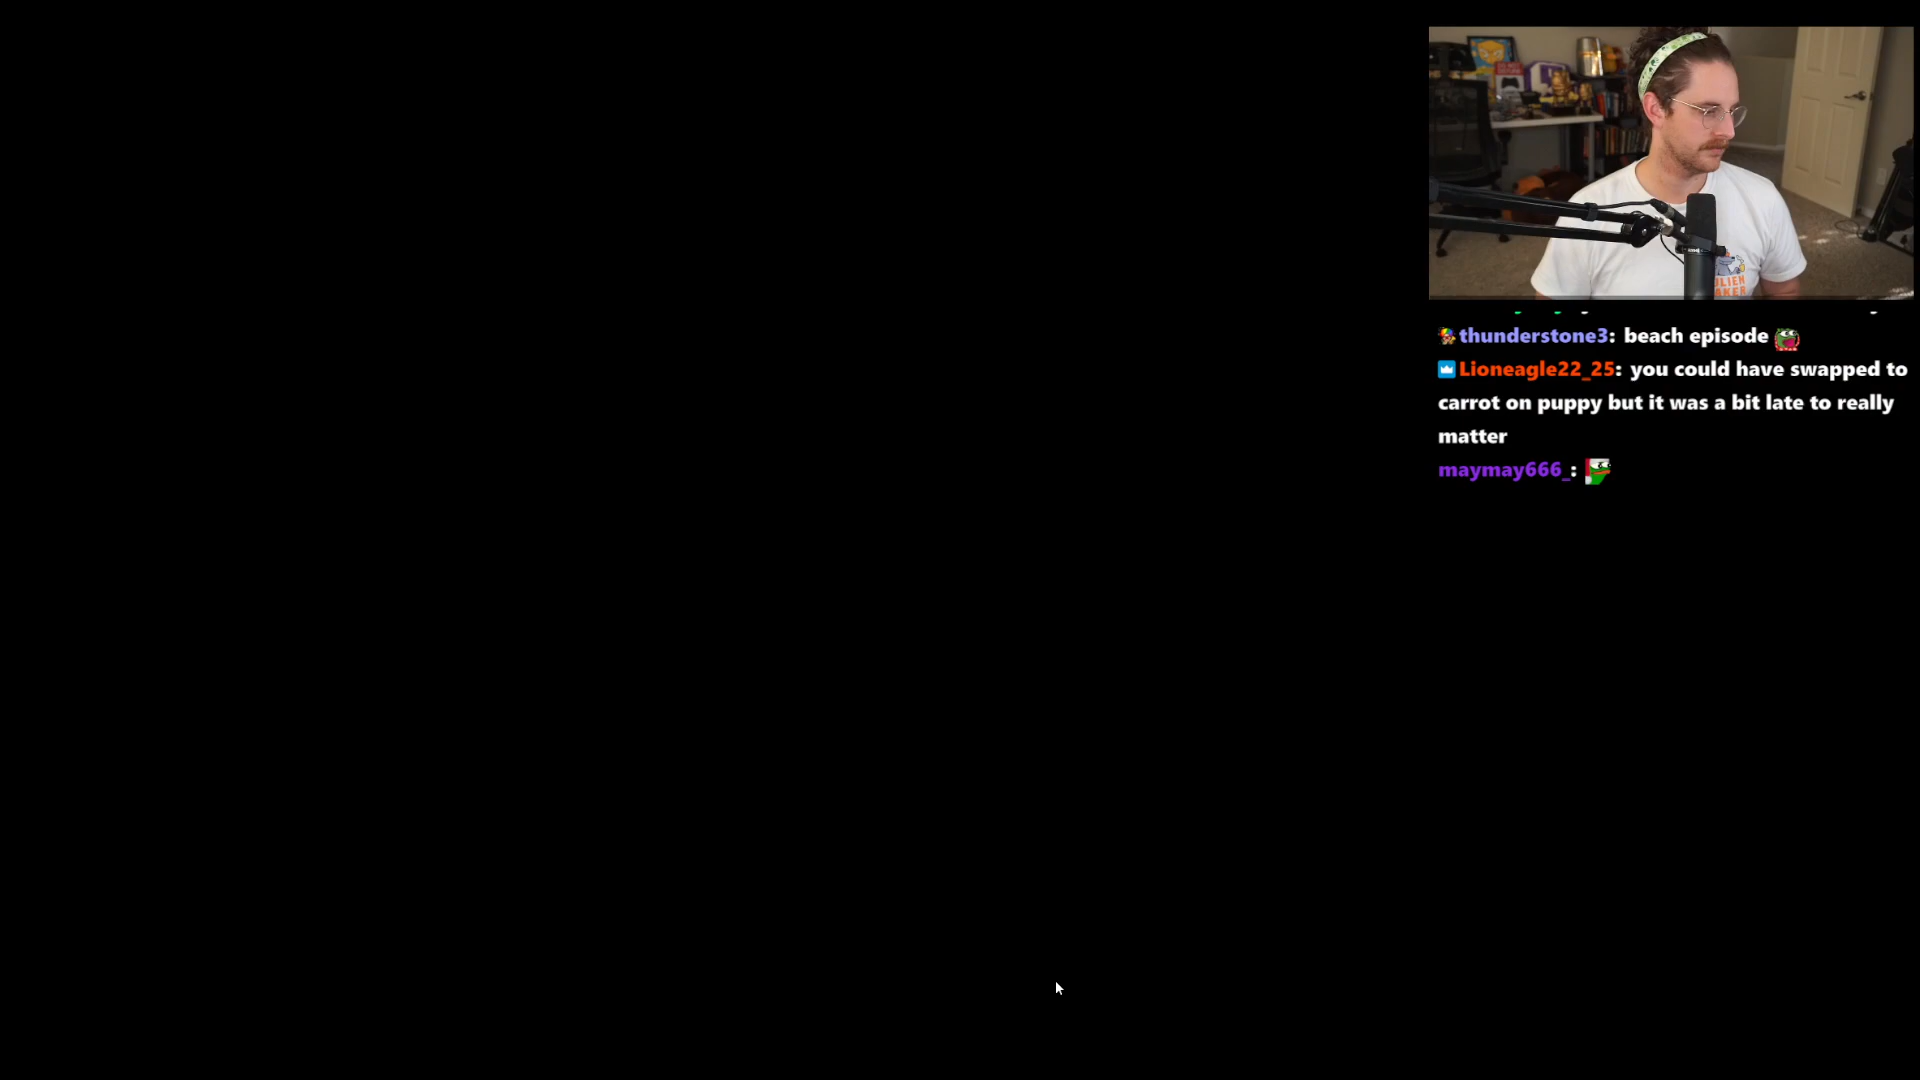 thunderstone3: beach episode
Lioneagle22_25: you could have swapped to
carrot on puppy but it was a bit late to really
matter
maymay666_: